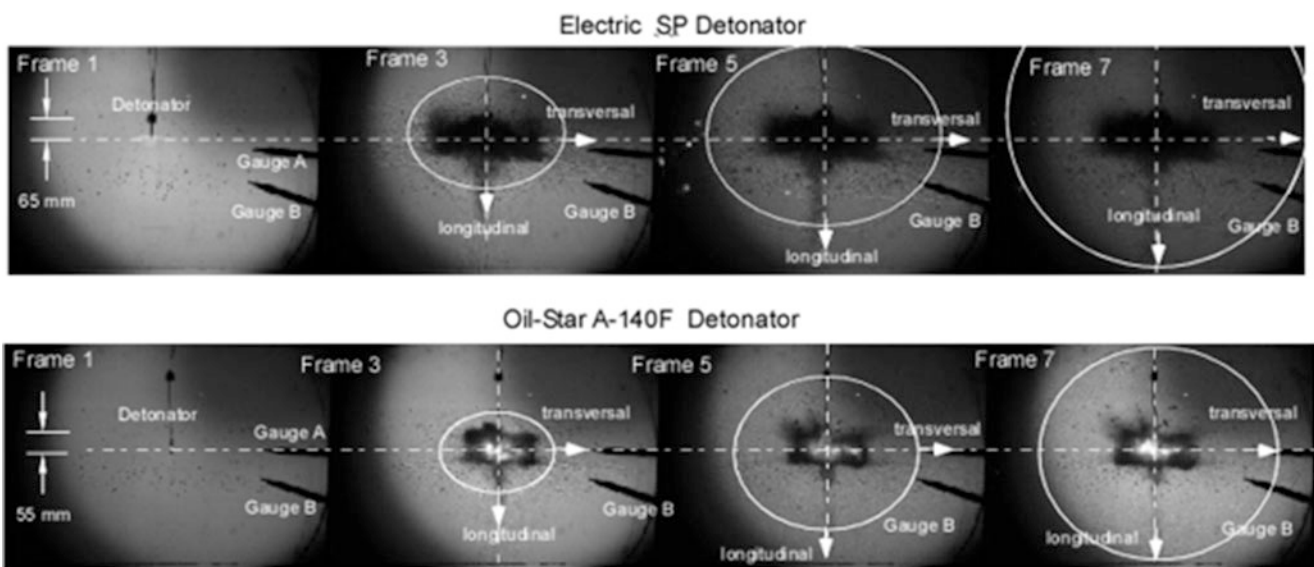 Electric SP Detonator
Frame 1
Detonator
Gauge A
65 mm
Gauge B
Frame 3
transversal
Gauge B
longitudinal
Frame 5
transversal
Gauge B
longitudinal
Frame 7
transversal
longitudinal
Gauge B
Oil-Star A-140F Detonator
Frame 1
Detonator
Gauge A
Gauge B
55 mm
Frame 3
transversal
Gauge B
longitudinal
Frame 5
transversal
Gauge B
longitudinal
Frame 7
transversal
longitudinal
Gauge B